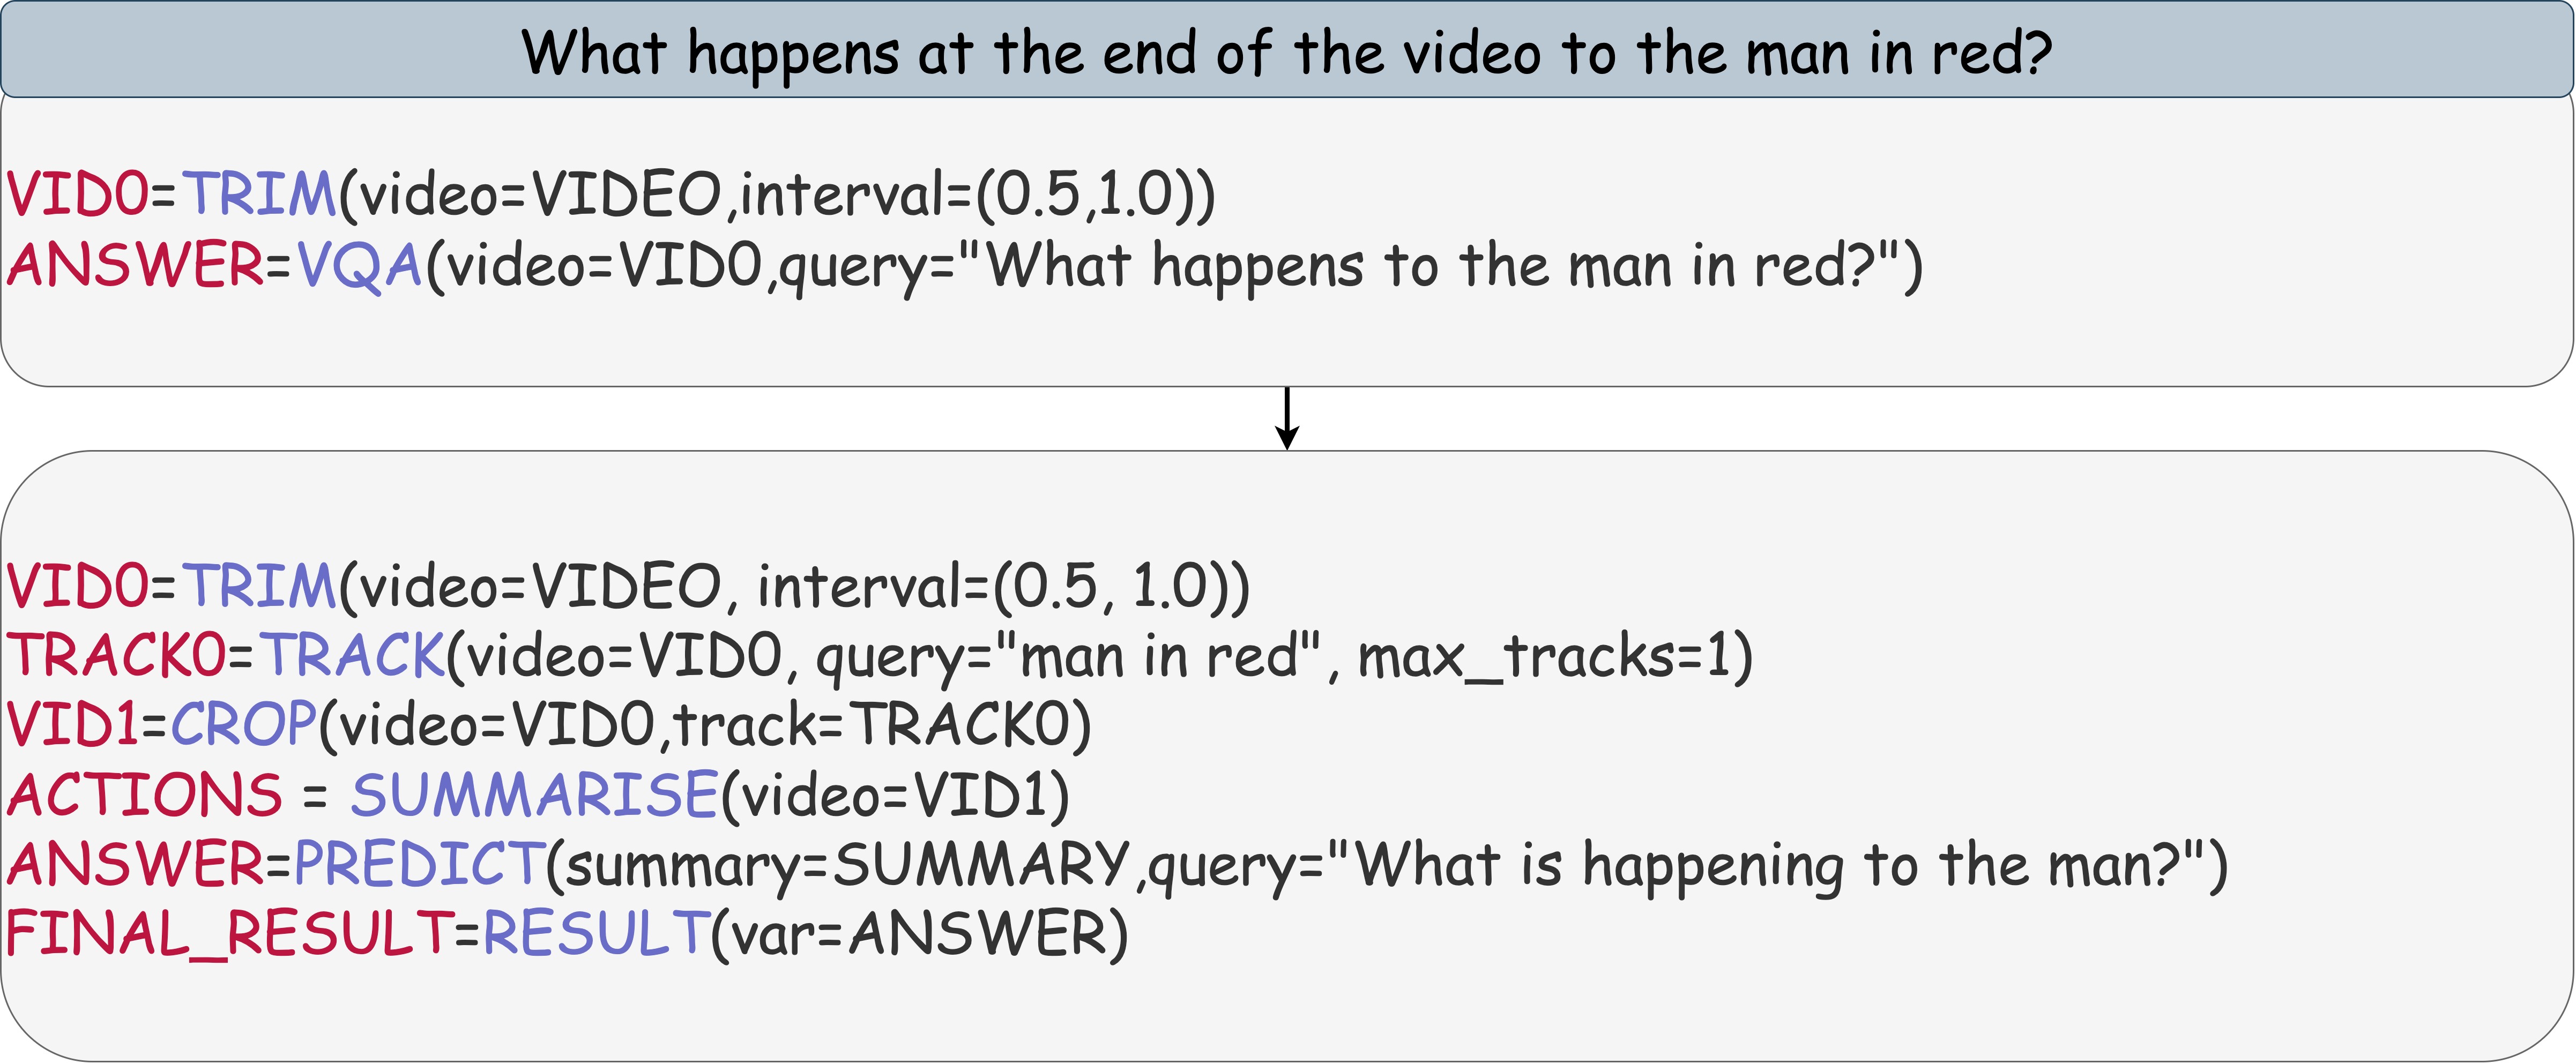 What happens at the end of the video to the man in red?
VID0=TRIM(video=VIDEO,interval=(0.5,1.0))
ANSWER=VQA(video=VID0,query="What happens to the man in red?")
VID0=TRIM(video=VIDEO, interval=(0.5, 1.0))
TRACK0=TRACK(video=VID0, query="man in red", max_tracks=1)
VID1=CROP(video=VID0,track=TRACK0)
ACTIONS = SUMMARISE(video=VID1)
ANSWER=PREDICT(summary=SUMMARY,query="What is happening to the man?")
FINAL_RESULT=RESULT(var=ANSWER)